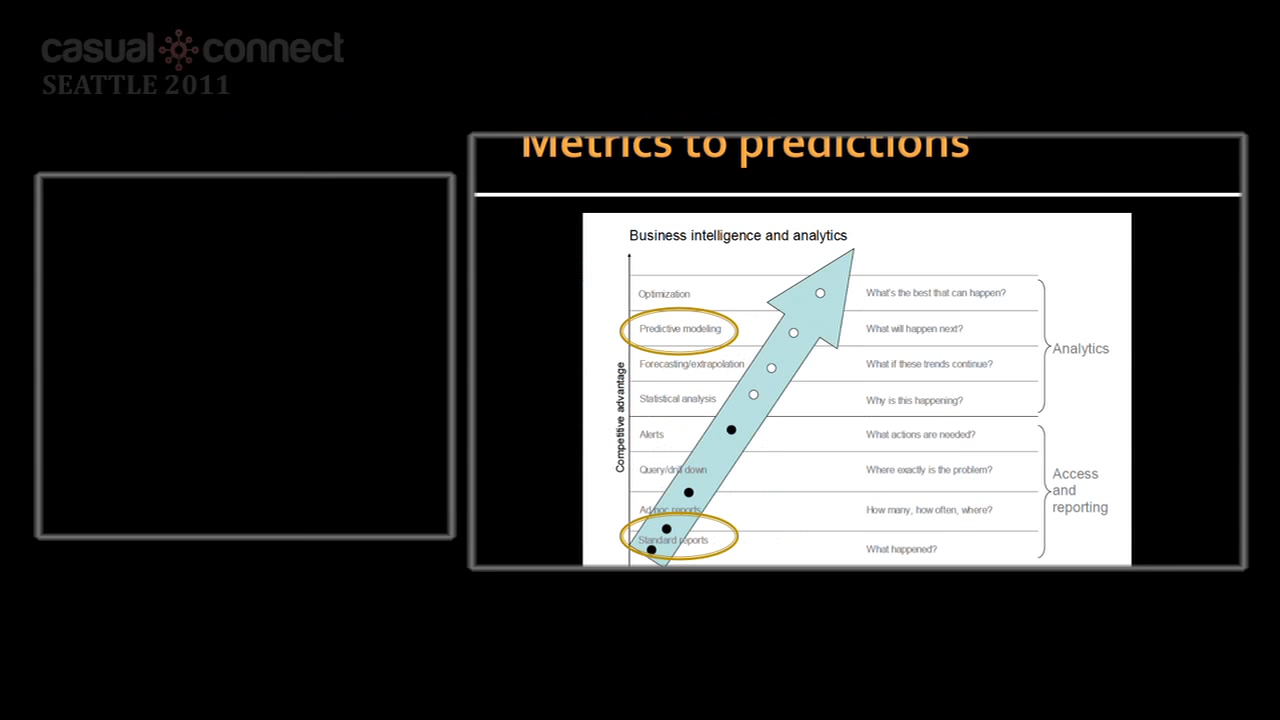 casual connect
SEATTLE 2011
Metrics to predictions
Business intelligence and analytics
Competitive advantage
Optimization What's the best that can happen?
Predictive modeling What will happen next?
Forecasting/extrapolation What if these trends continue?
Statistical analysis Why is this happening?
Analytics
Alerts What actions are needed?
Query/drill down Where exactly is the problem?
Ad hoc reports How many, how often, where?
Standard reports What happened?
Access
and
reporting